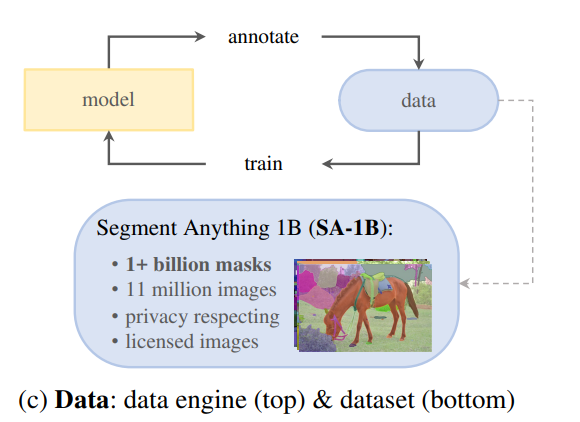 annotate
model
data
train
Segment Anything 1B (SA-1B):
• 1+ billion masks
• 11 million images
• privacy respecting
• licensed images
(c) Data: data engine (top) & dataset (bottom)